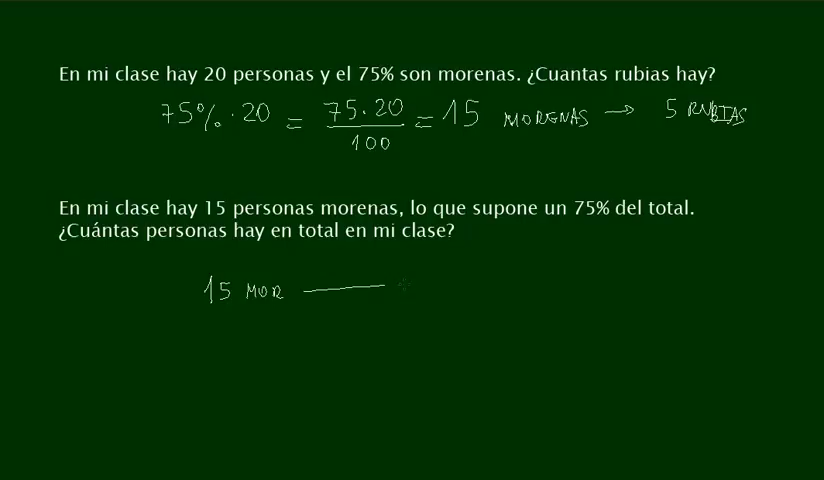 En mi clase hay 20 personas y el 75% son morenas. ¿Cuantas rubias hay?
75% · 20 = 75 · 20 / 100 = 15 MORENAS → 5 RUBIAS
En mi clase hay 15 personas morenas, lo que supone un 75% del total.
¿Cuántas personas hay en total en mi clase?
15 MOR —